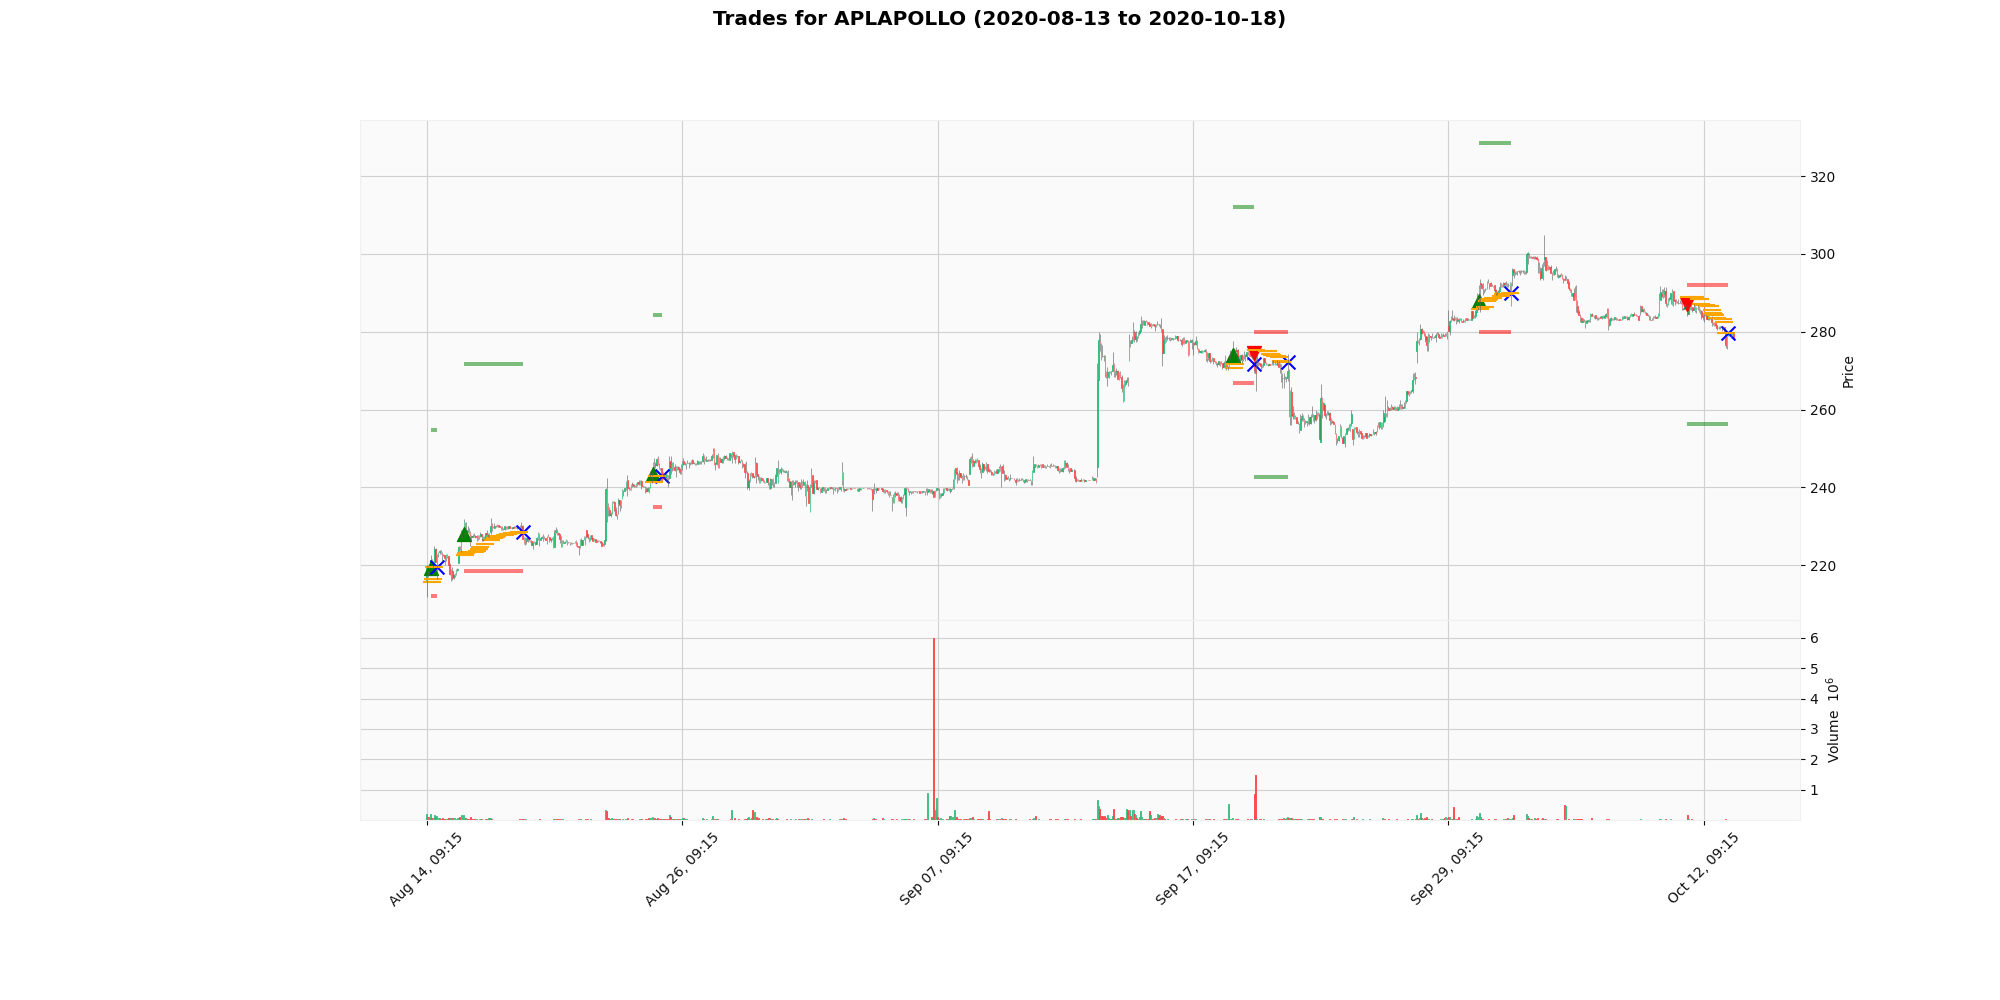 Trades for APLAPOLLO (2020-08-13 to 2020-10-18)
320
300
280
260
240
220
Price
6
5
4
3
2
1
Volume 10^6
Aug 14, 09:15
Aug 26, 09:15
Sep 07, 09:15
Sep 17, 09:15
Sep 29, 09:15
Oct 12, 09:15